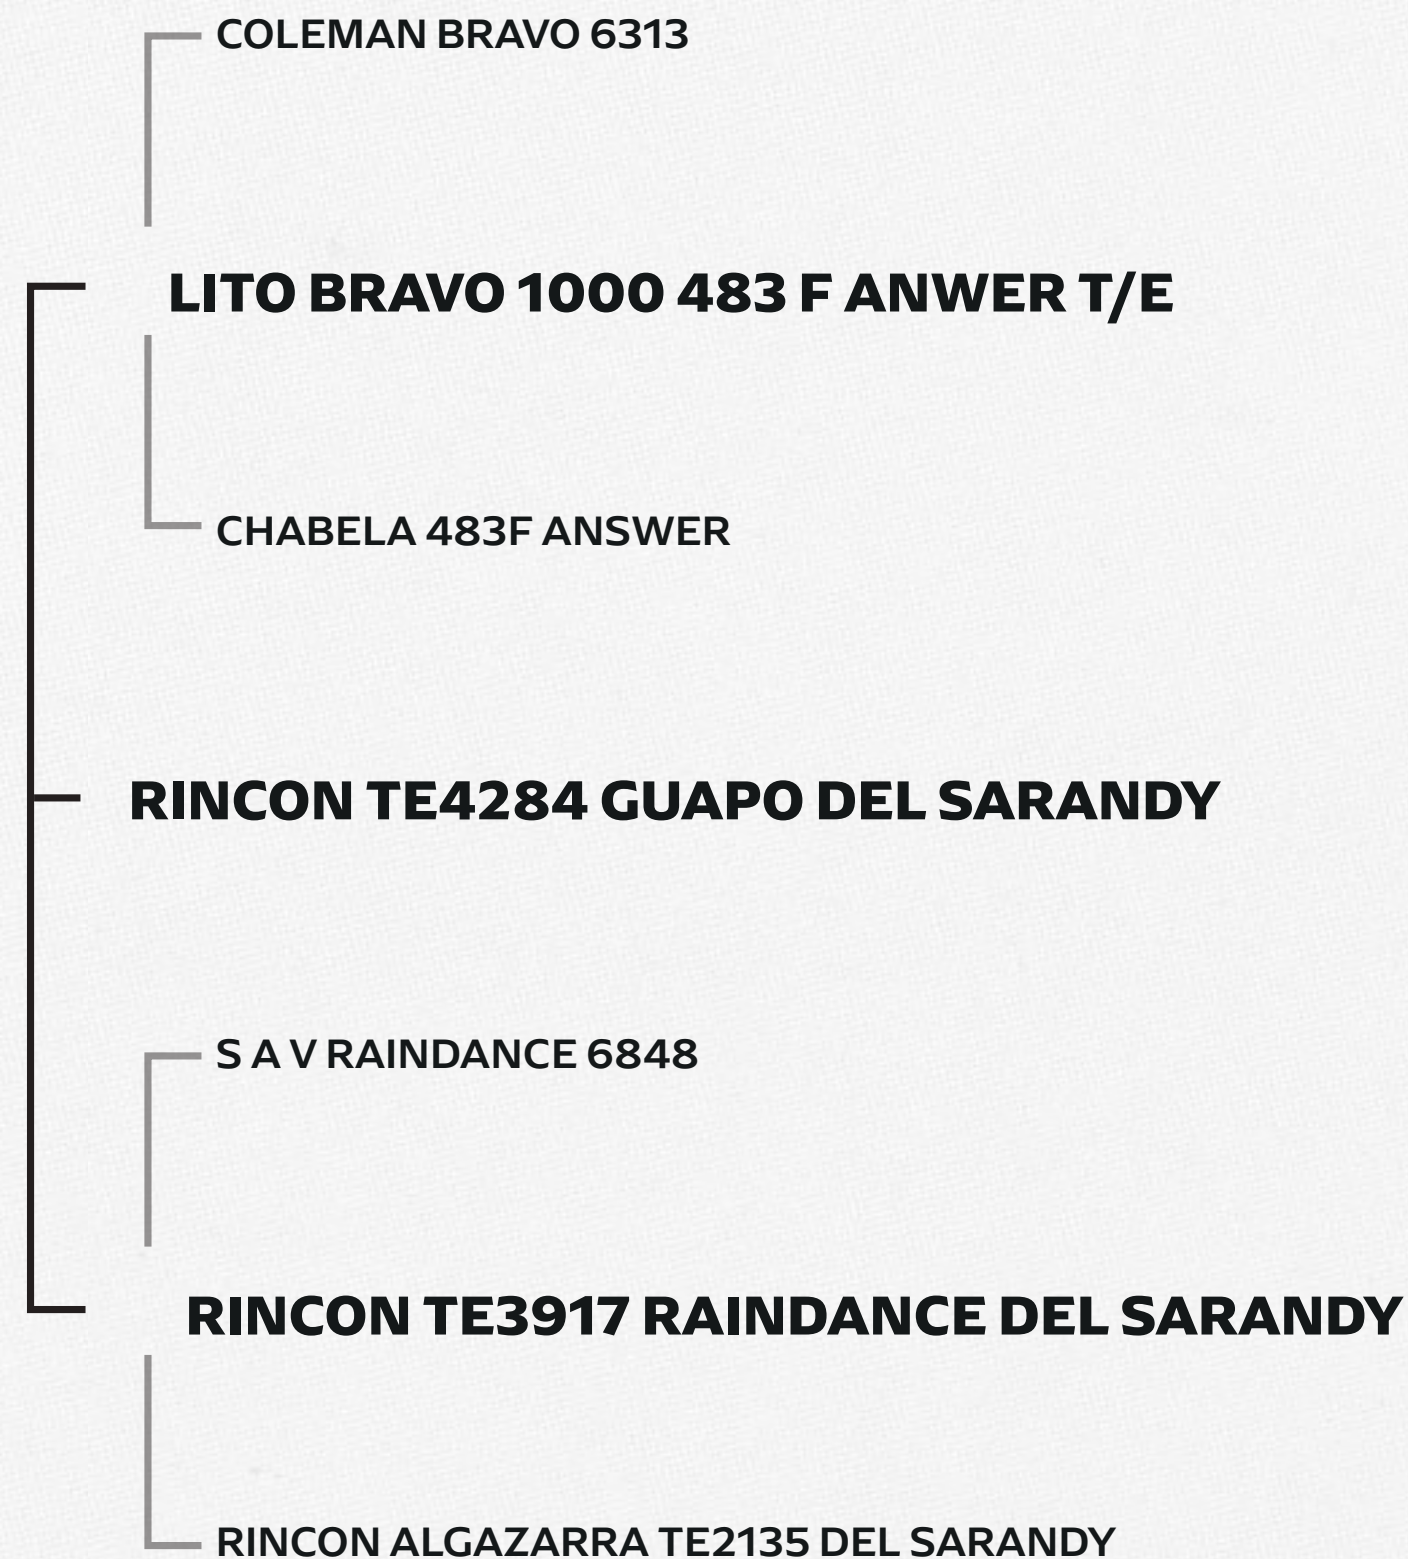 COLEMAN BRAVO 6313
LITO BRAVO 1000 483 F ANWER T/E
CHABELA 483F ANSWER
RINCON TE4284 GUAPO DEL SARANDY
S A V RAINDANCE 6848
RINCON TE3917 RAINDANCE DEL SARANDY
RINCON ALGAZARRA TE2135 DEL SARANDY